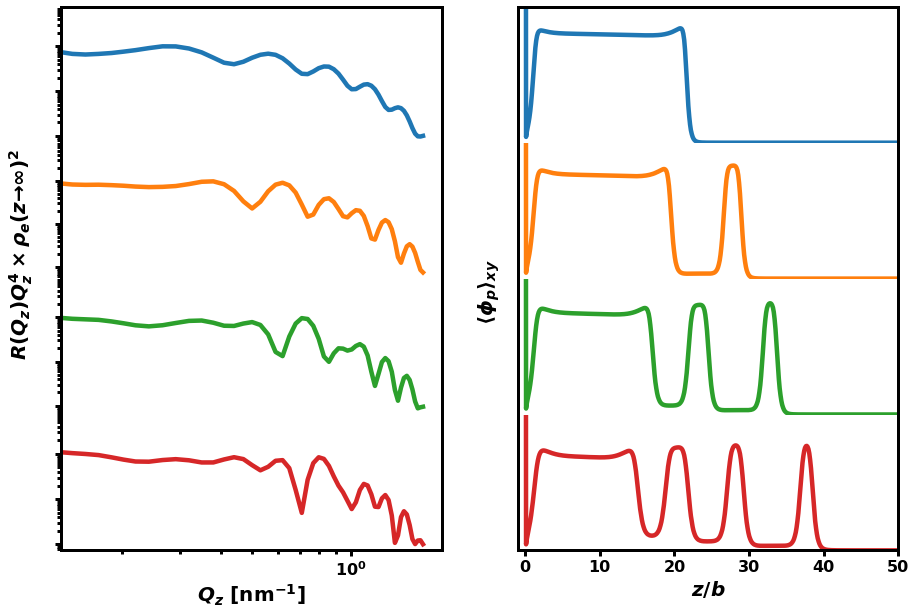 R(Q_z)Q_z^4 × ρ_e(z→∞)^2
10^0
Q_z [nm^−1]
⟨ϕ_p⟩_xy
0 10 20 30 40 50
z/b